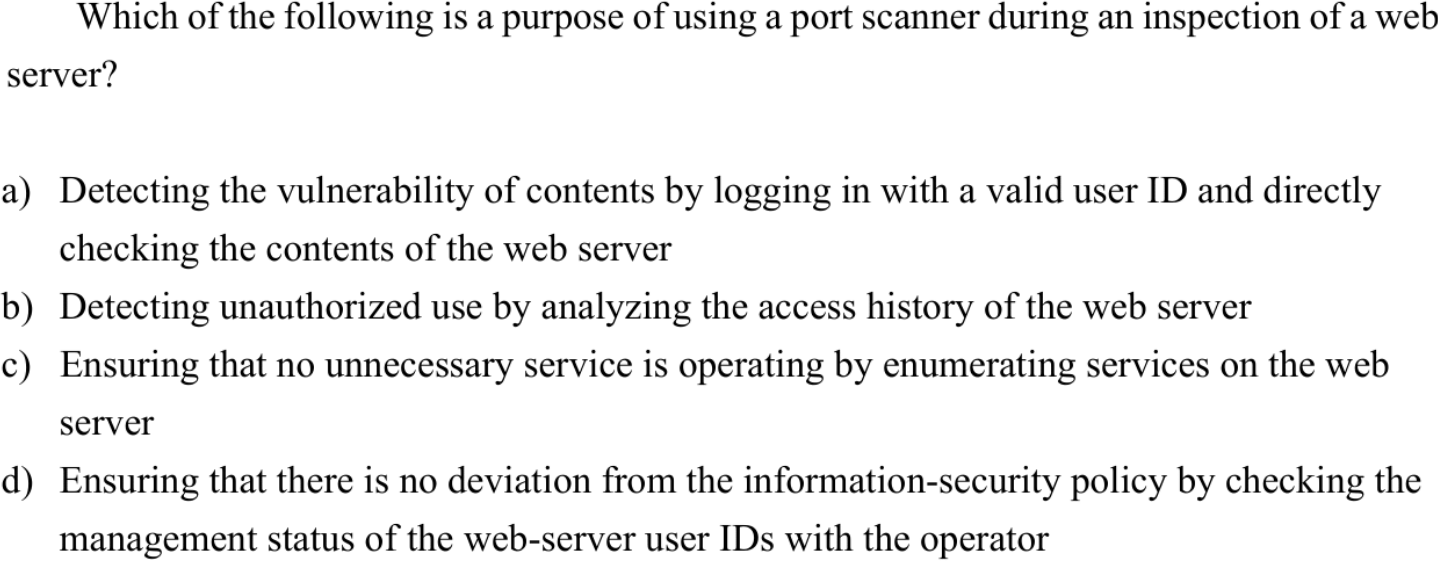 Which of the following is a purpose of using a port scanner during an inspection of a web
server?
a) Detecting the vulnerability of contents by logging in with a valid user ID and directly
checking the contents of the web server
b) Detecting unauthorized use by analyzing the access history of the web server
c) Ensuring that no unnecessary service is operating by enumerating services on the web
server
d) Ensuring that there is no deviation from the information-security policy by checking the
management status of the web-server user IDs with the operator